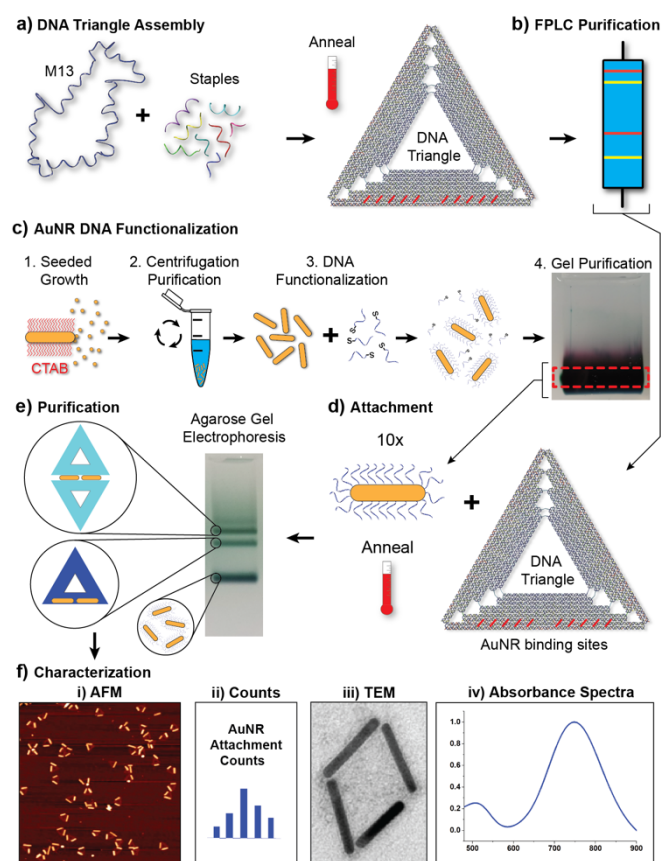 a) DNA Triangle Assembly
b) FPLC Purification
M13
Staples
Anneal
DNA
Triangle
c) AuNR DNA Functionalization
1. Seeded
Growth
2. Centrifugation
Purification
3. DNA
Functionalization
4. Gel Purification
CTAB
S
S
S
e) Purification
Agarose Gel
Electrophoresis
d) Attachment
10x
Anneal
DNA
Triangle
AuNR binding sites
f) Characterization
i) AFM
ii) Counts
iii) TEM
iv) Absorbance Spectra
AuNR
Attachment
Counts
1.0
0.8
0.6
0.4
0.2
0.0
500
600
700
800
900